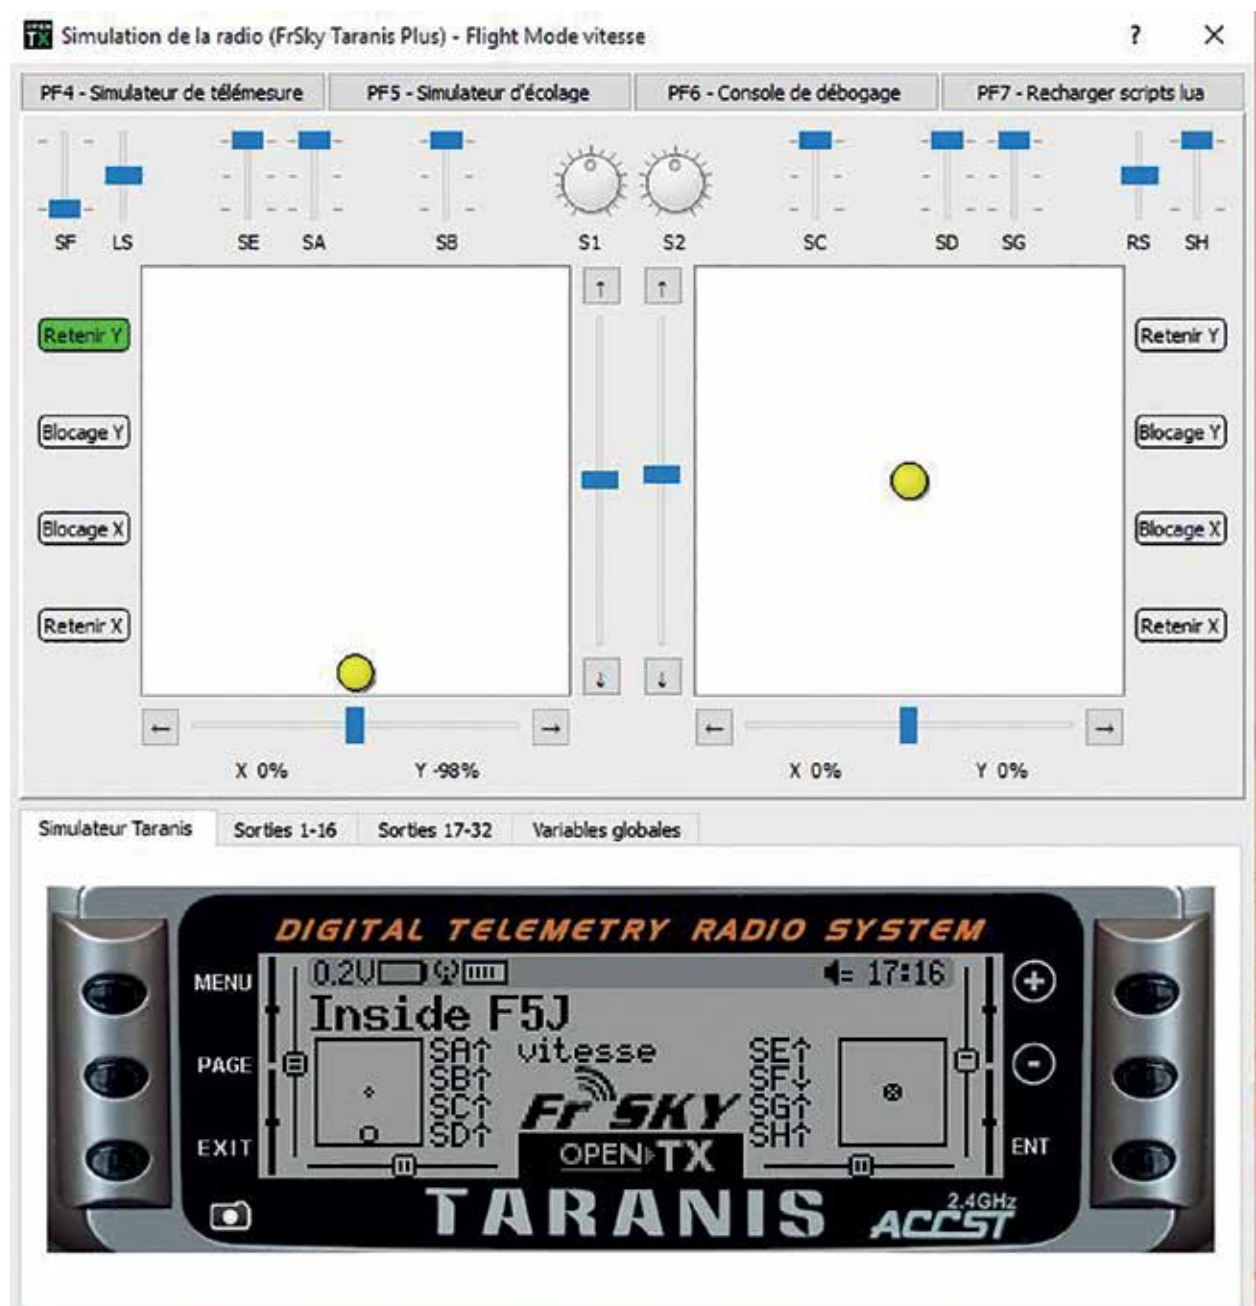 OPEN TX Simulation de la radio (FrSky Taranis Plus) - Flight Mode vitesse ? X
PF4 - Simulateur de télémesure PF5 - Simulateur d'écolage PF6 - Console de débogage PF7 - Recharger scripts lua
SF LS SE SA SB S1 S2 SC SD SG RS SH
Retenir Y Retenir Y
Blocage Y Blocage Y
Blocage X Blocage X
Retenir X Retenir X
X 0% Y -98% X 0% Y 0%
Simulateur Taranis Sorties 1-16 Sorties 17-32 Variables globales
DIGITAL TELEMETRY RADIO SYSTEM
MENU 0.2V 17:16 +
Inside F5J
PAGE SA↑ vitesse SE↑ -
SB↑ SF↓
SC↑ FrSKY SG↑
EXIT SD↑ OPEN TX SH↑ ENT
TARANIS 2.4GHz
ACCST